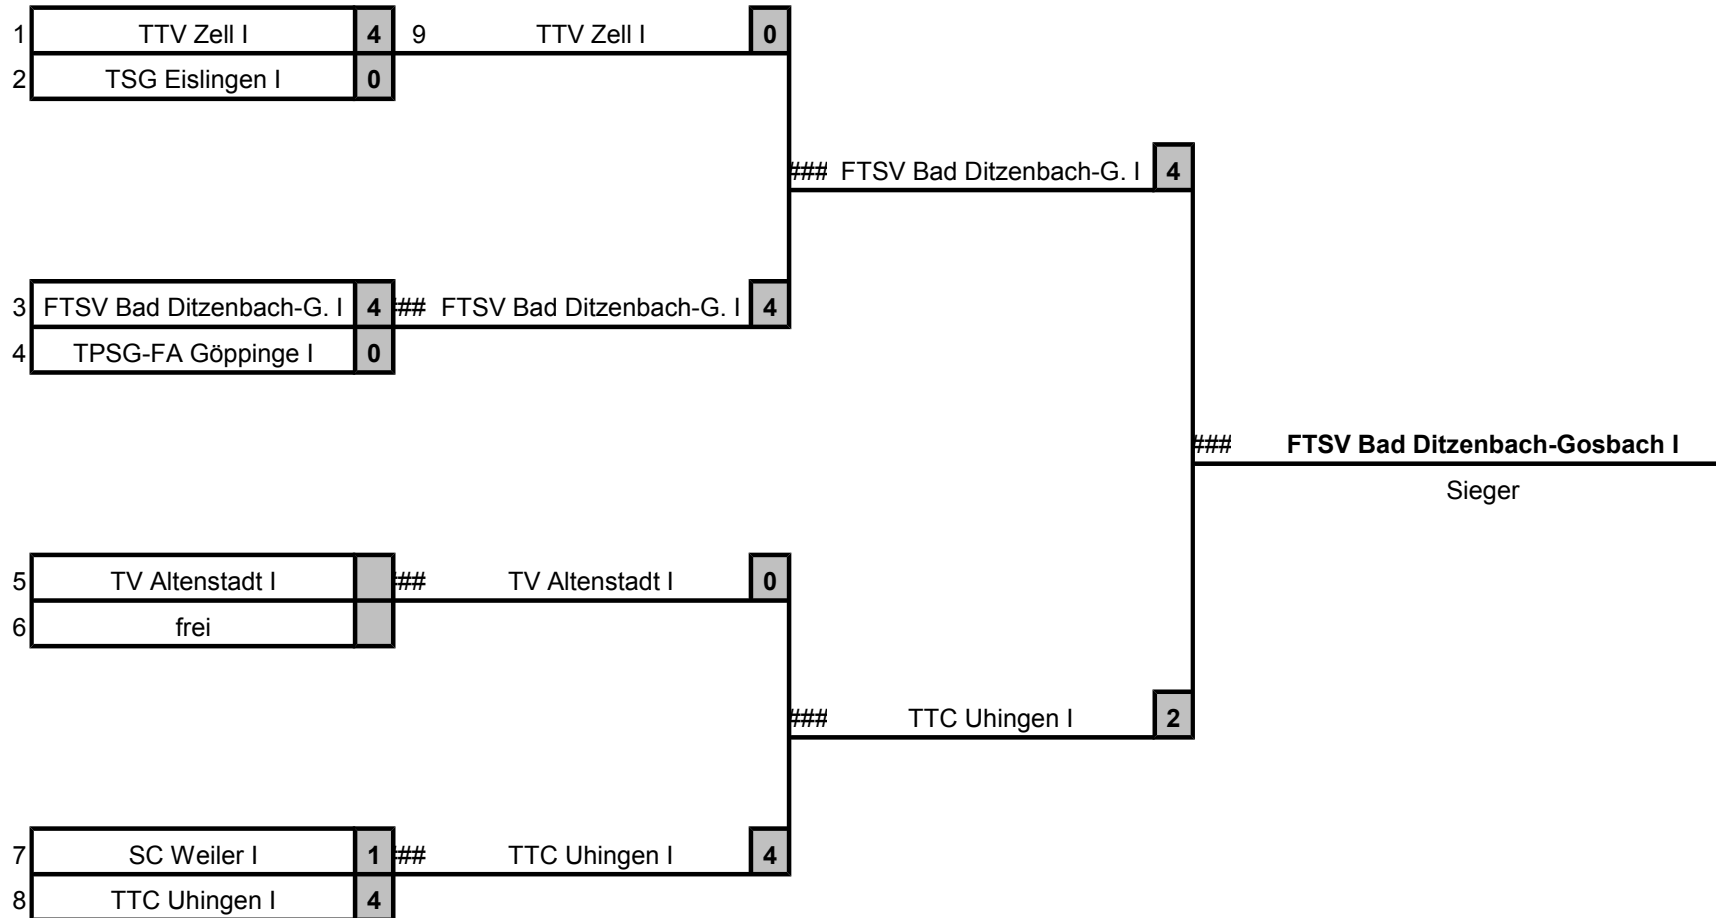 1 TTV Zell I 4 9 TTV Zell I 0
2 TSG Eislingen I 0
### FTSV Bad Ditzenbach-G. I 4
3 FTSV Bad Ditzenbach-G. I 4 ## FTSV Bad Ditzenbach-G. I 4
4 TPSG-FA Göppinge I 0
### FTSV Bad Ditzenbach-Gosbach I
Sieger
5 TV Altenstadt I ## TV Altenstadt I 0
6 frei
### TTC Uhingen I 2
7 SC Weiler I 1 ## TTC Uhingen I 4
8 TTC Uhingen I 4